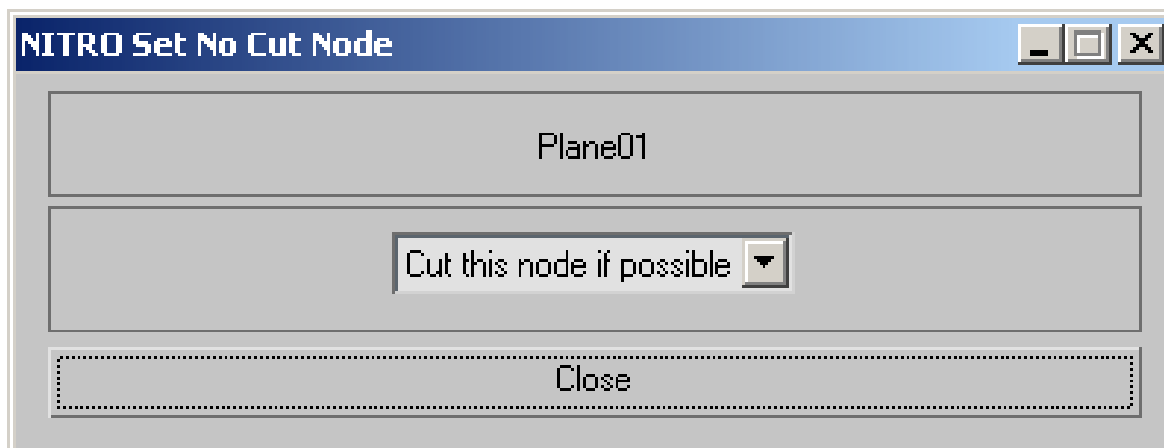 NITRO Set No Cut Node
Plane01
Cut this node if possible
Close